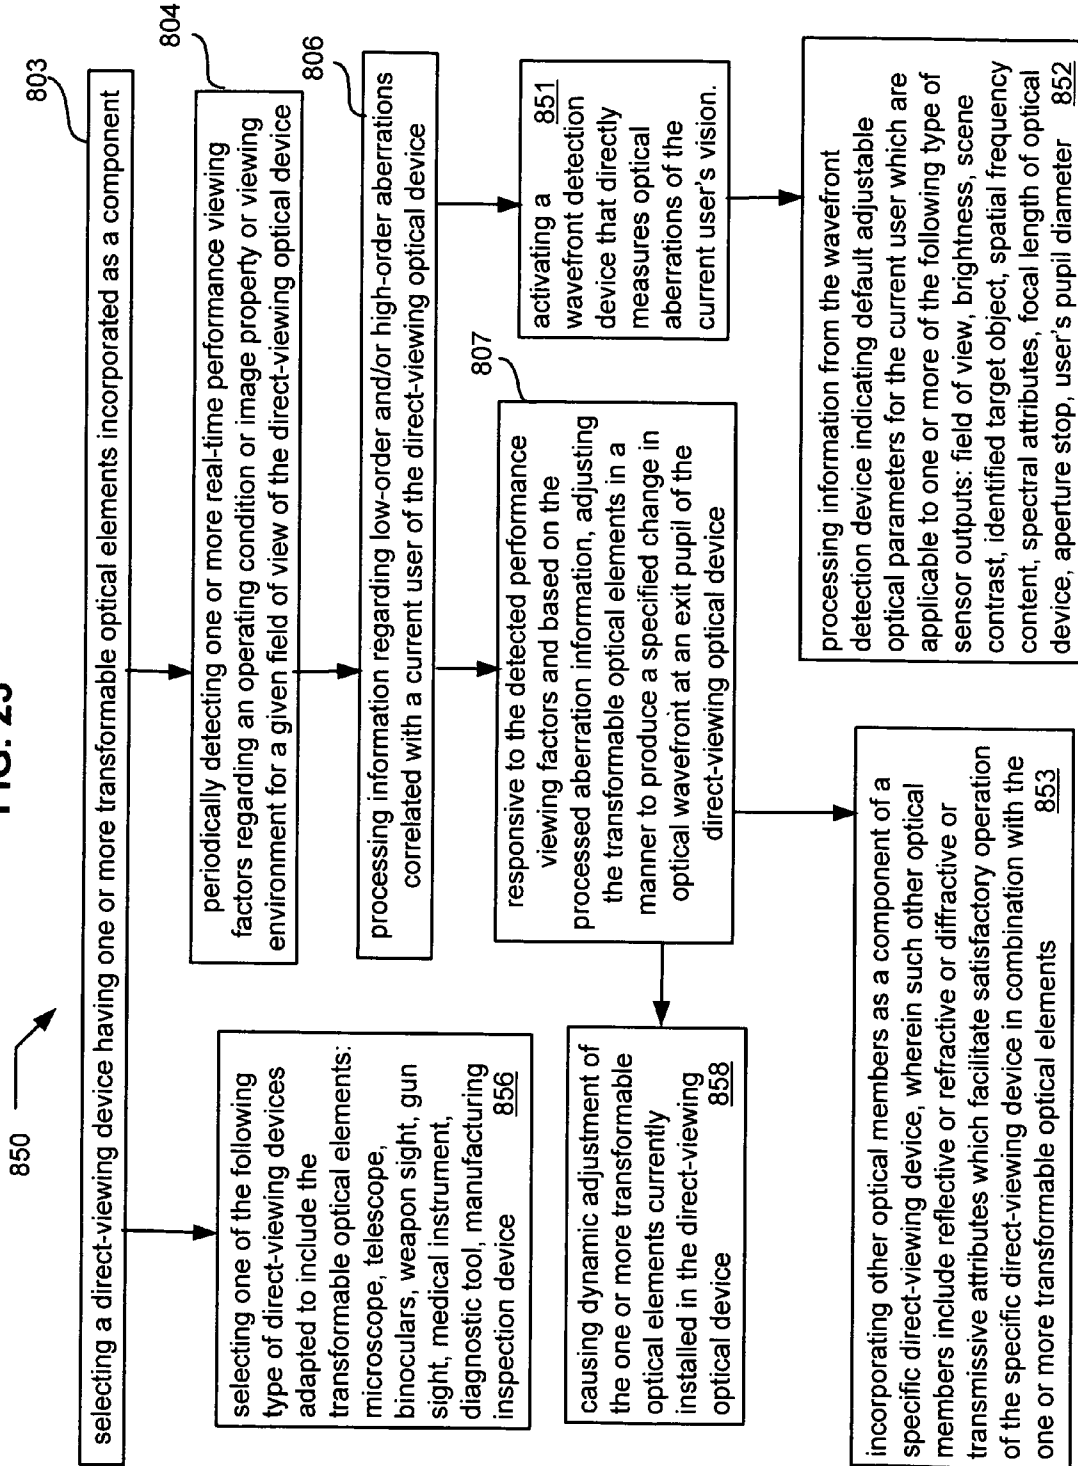 850
803
selecting a direct-viewing device having one or more transformable optical elements incorporated as a component
804
periodically detecting one or more real-time performance viewing
factors regarding an operating condition or image property or viewing
environment for a given field of view of the direct-viewing optical device
806
processing information regarding low-order and/or high-order aberrations
correlated with a current user of the direct-viewing optical device
selecting one of the following
type of direct-viewing devices
adapted to include the
transformable optical elements:
microscope, telescope,
binoculars, weapon sight, gun
sight, medical instrument,
diagnostic tool, manufacturing
inspection device 856
807
responsive to the detected performance
viewing factors and based on the
processed aberration information, adjusting
the transformable optical elements in a
manner to produce a specified change in
optical wavefront at an exit pupil of the
direct-viewing optical device
activating a 851
wavefront detection
device that directly
measures optical
aberrations of the
current user's vision.
causing dynamic adjustment of
the one or more transformable
optical elements currently
installed in the direct-viewing
optical device 858
processing information from the wavefront
detection device indicating default adjustable
optical parameters for the current user which are
applicable to one or more of the following type of
sensor outputs: field of view, brightness, scene
contrast, identified target object, spatial frequency
content, spectral attributes, focal length of optical
device, aperture stop, user's pupil diameter 852
incorporating other optical members as a component of a
specific direct-viewing device, wherein such other optical
members include reflective or refractive or diffractive or
transmissive attributes which facilitate satisfactory operation
of the specific direct-viewing device in combination with the
one or more transformable optical elements 853